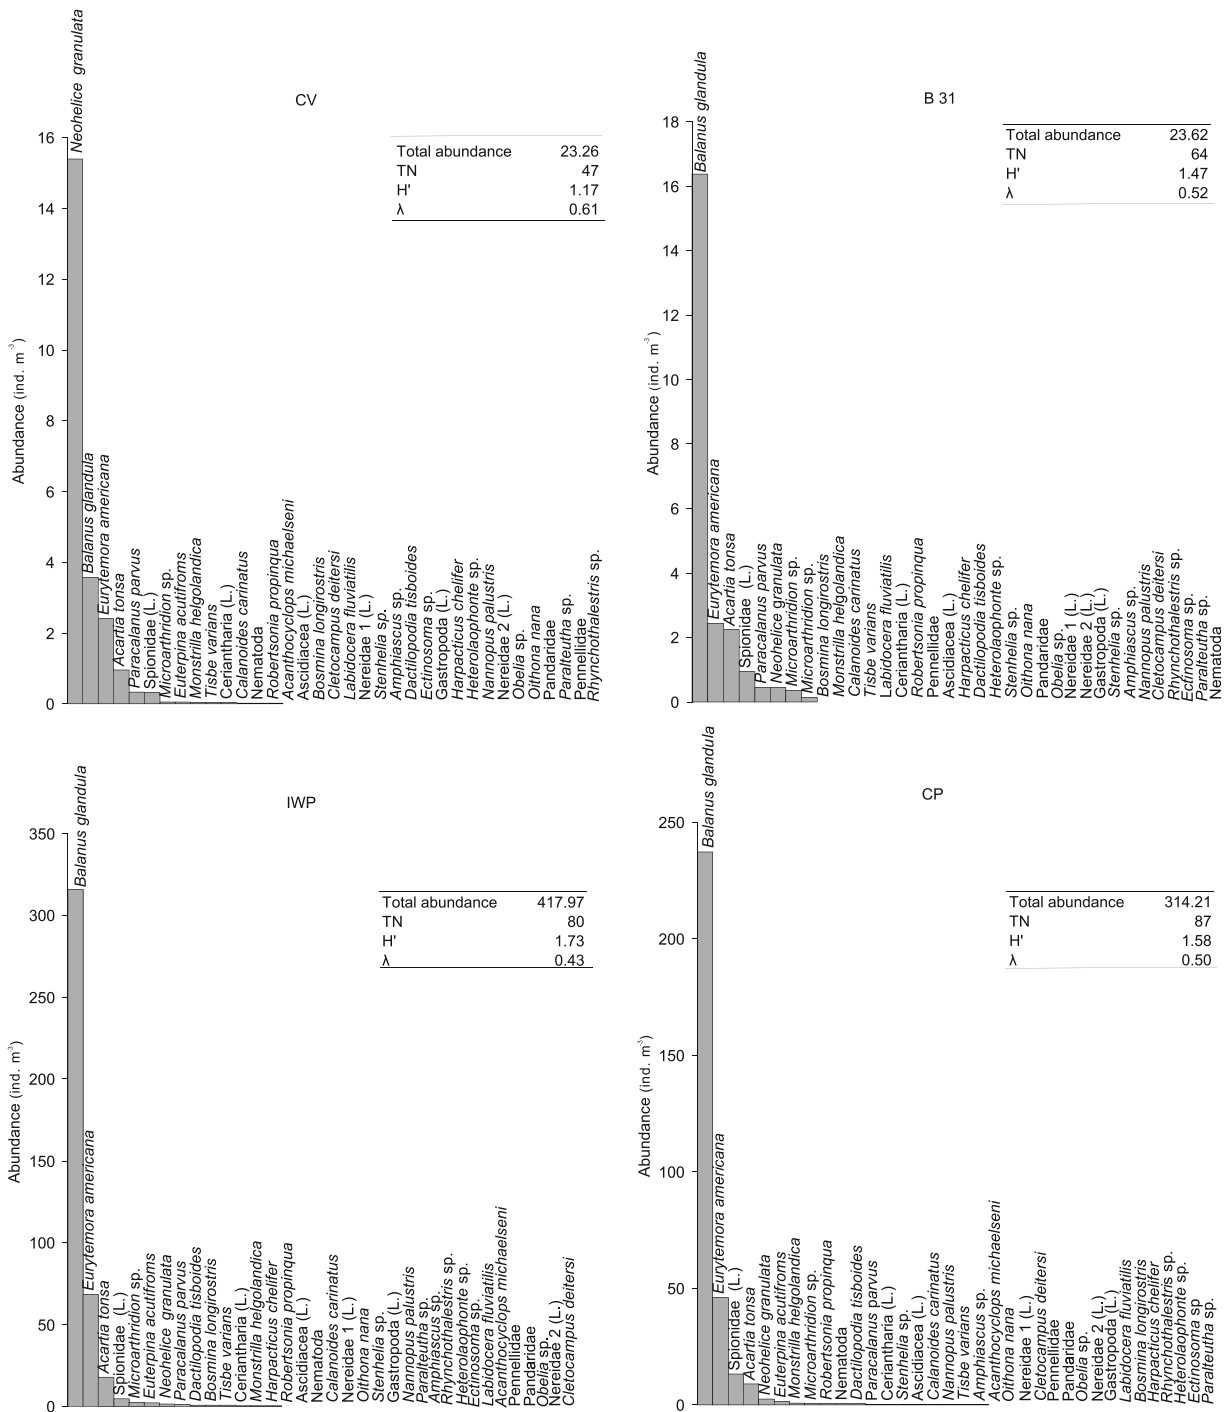 CV
Abundance (ind. m-3)
16
14
12
10
8
6
4
2
0
Total abundance 23.26
TN 47
H' 1.17
λ 0.61
Neohelice granulata
Balanus glandula
Eurytemora americana
Acartia tonsa
Paracalanus parvus
Spionidae (L.)
Microarthridion sp.
Euterpina acutifroms
Monstrilla helgolandica
Tisbe varians
Ceriantharia (L.)
Calanoides carinatus
Nematoda
Robertsonia propinqua
Acanthocyclops michaelseni
Ascidiacea (L.)
Bosmina longirostris
Cletocampus deitersi
Labidocera fluviatilis
Nereidae 1 (L.)
Stenhelia sp.
Amphiascus sp.
Dactilopodia tisboides
Ectinosoma sp.
Gastropoda (L.)
Harpacticus chelifer
Heterolaophonte sp.
Nannopus palustris
Nereidae 2 (L.)
Obelia sp.
Oithona nana
Pandaridae
Paralteutha sp.
Pennellidae
Rhynchothalestris sp.
B 31
Abundance (ind. m-3)
18
16
14
12
10
8
6
4
2
0
Total abundance 23.62
TN 64
H' 1.47
λ 0.52
Balanus glandula
Eurytemora americana
Acartia tonsa
Spionidae (L.)
Paracalanus parvus
Neohelice granulata
Microarthridion sp.
Microarthridion sp.
Bosmina longirostris
Monstrilla helgolandica
Calanoides carinatus
Tisbe varians
Labidocera fluviatilis
Ceriantharia (L.)
Robertsonia propinqua
Pennellidae
Ascidiacea (L.)
Harpacticus chelifer
Dactilopodia tisboides
Heterolaophonte sp.
Stenhelia sp.
Oithona nana
Pandaridae
Obelia sp.
Nereidae 1 (L.)
Nereidae 2 (L.)
Gastropoda (L.)
Stenhelia sp.
Amphiascus sp.
Nannopus palustris
Cletocampus deitersi
Rhynchothalestris sp.
Ectinosoma sp.
Paralteutha sp.
Nematoda
IWP
Abundance (ind. m-3)
350
300
250
200
150
100
50
0
Total abundance 417.97
TN 80
H' 1.73
λ 0.43
Balanus glandula
Eurytemora americana
Acartia tonsa
Spionidae (L.)
Microarthridion sp.
Euterpina acutifroms
Neohelice granulata
Paracalanus parvus
Dactilopodia tisboides
Bosmina longirostris
Tisbe varians
Ceriantharia (L.)
Monstrilla helgolandica
Harpacticus chelifer
Robertsonia propinqua
Ascidiacea (L.)
Nematoda
Calanoides carinatus
Nereidae 1 (L.)
Oithona nana
Stenhelia sp.
Gastropoda (L.)
Nannopus palustris
Paralteutha sp.
Amphiascus sp.
Rhynchothalestris sp.
Heterolaophonte sp.
Ectinosoma sp.
Labidocera fluviatilis
Acanthocyclops michaelseni
Pennellidae
Pandaridae
Obelia sp.
Nereidae 2 (L.)
Cletocampus deitersi
CP
Abundance (ind. m-3)
250
200
150
100
50
0
Total abundance 314.21
TN 87
H' 1.58
λ 0.50
Balanus glandula
Eurytemora americana
Spionidae (L.)
Acartia tonsa
Neohelice granulata
Euterpina acutifroms
Monstrilla helgolandica
Microarthridion sp.
Robertsonia propinqua
Nematoda
Dactilopodia tisboides
Paracalanus parvus
Ceriantharia (L.)
Stenhelia sp.
Ascidiacea (L.)
Calanoides carinatus
Nannopus palustris
Tisbe varians
Amphiascus sp.
Acanthocyclops michaelseni
Oithona nana
Nereidae 1 (L.)
Cletocampus deitersi
Pennellidae
Pandaridae
Obelia sp.
Nereidae 2 (L.)
Gastropoda (L.)
Labidocera fluviatilis
Bosmina longirostris
Harpacticus chelifer
Rhynchothalestris sp.
Heterolaophonte sp.
Ectinosoma sp
Paralteutha sp.